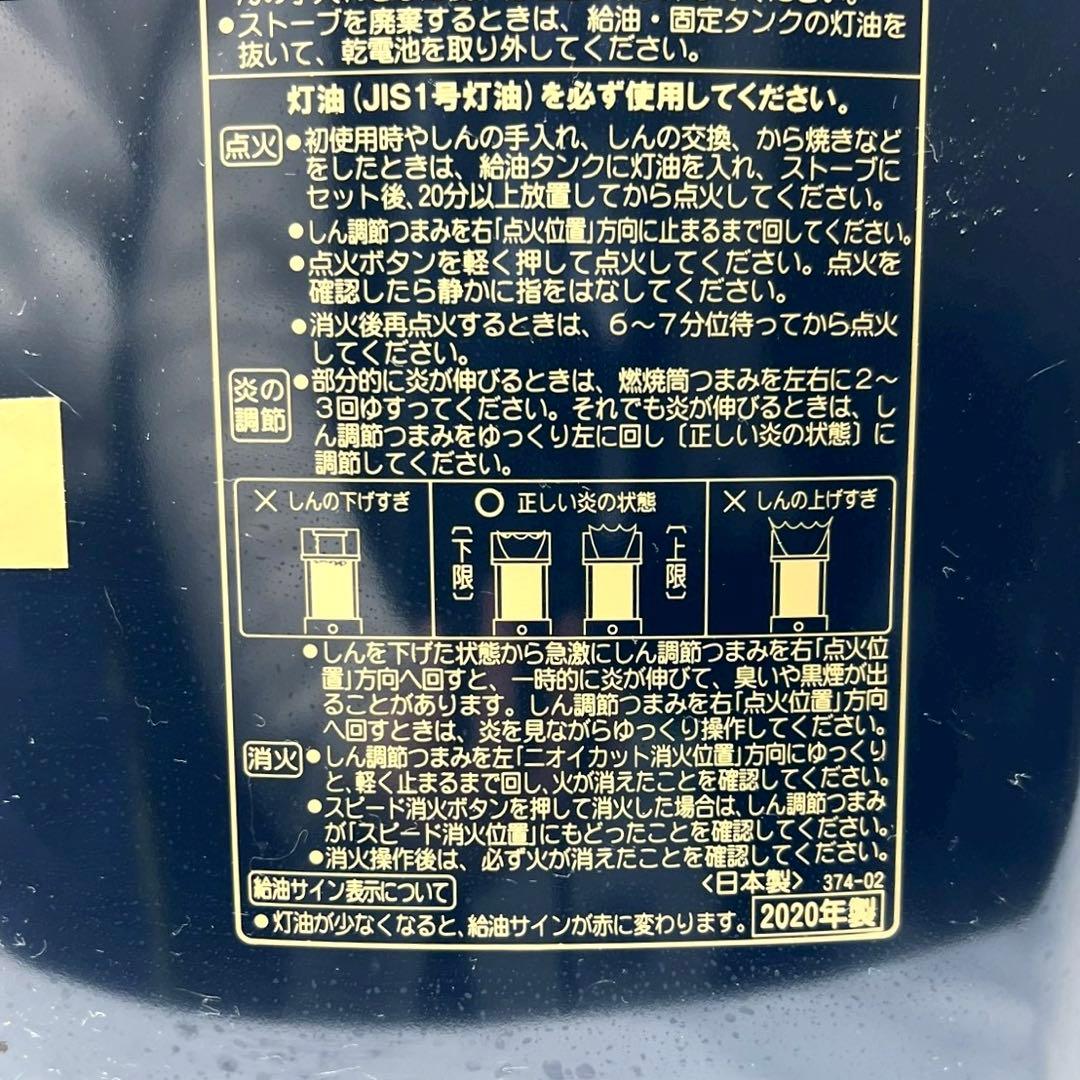 ●ストーブを廃棄するときは、給油・固定タンクの灯油を
抜いて、乾電池を取り外してください。
灯油(JIS1号灯油)を必ず使用してください。
点火 ●初使用時やしんの手入れ、しんの交換、から焼きなど
をしたときは、給油タンクに灯油を入れ、ストーブに
セット後、20分以上放置してから点火してください。
●しん調節つまみを右「点火位置」方向に止まるまで回してください。
●点火ボタンを軽く押して点火してください。点火を
確認したら静かに指をはなしてください。
●消火後再点火するときは、6〜7分位待ってから点火
してください。
炎の調節 ●部分的に炎が伸びるときは、燃焼筒つまみを左右に2〜
3回ゆすってください。それでも炎が伸びるときは、し
ん調節つまみをゆっくり左に回し〔正しい炎の状態〕に
調節してください。
× しんの下げすぎ
○ 正しい炎の状態
〔下限〕
〔上限〕
× しんの上げすぎ
●しんを下げた状態から急激にしん調節つまみを右「点火位
置」方向へ回すと、一時的に炎が伸びて、臭いや黒煙が出
ることがあります。しん調節つまみを右「点火位置」方向
へ回すときは、炎を見ながらゆっくり操作してください。
消火 ●しん調節つまみを左「ニオイカット消火位置」方向にゆっくり
と、軽く止まるまで回し、火が消えたことを確認してください。
●スピード消火ボタンを押して消火した場合は、しん調節つまみ
が「スピード消火位置」にもどったことを確認してください。
●消火操作後は、必ず火が消えたことを確認してください。
〈日本製〉 374-02
給油サイン表示について
●灯油が少なくなると、給油サインが赤に変わります。
2020年製